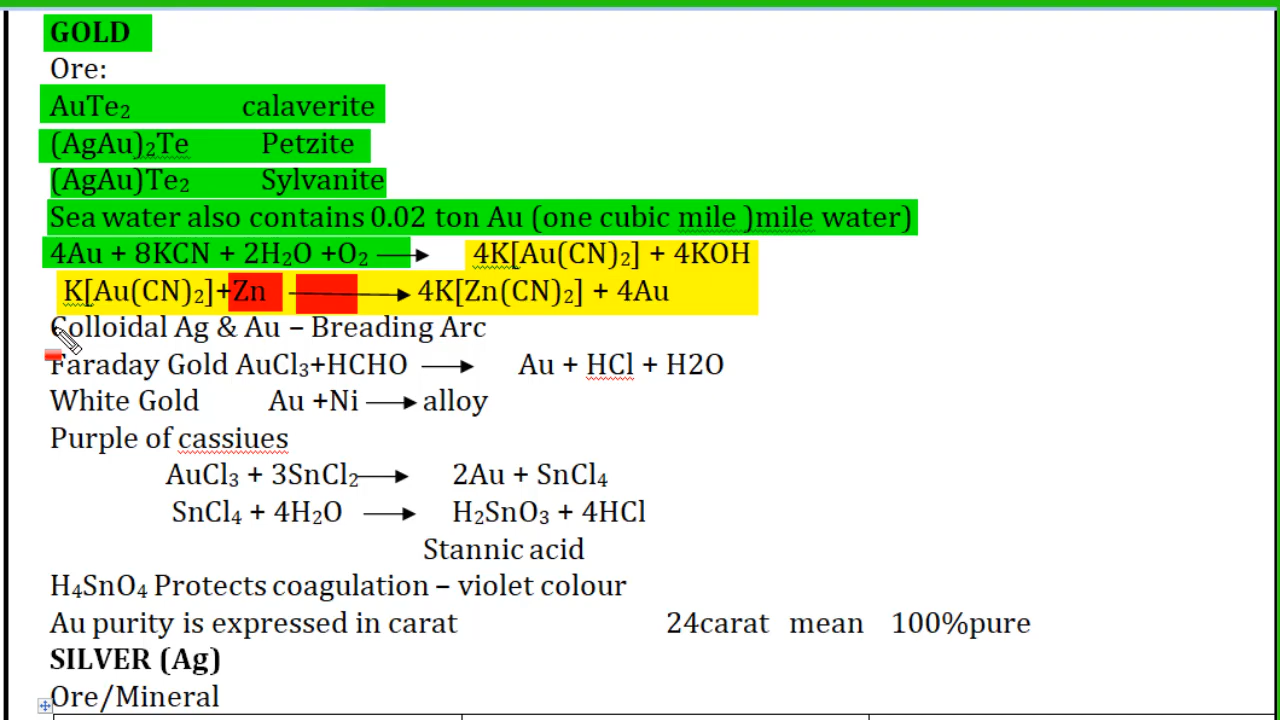 GOLD
Ore:
AuTe₂ calaverite
(AgAu)₂Te Petzite
(AgAu)Te₂ Sylvanite
Sea water also contains 0.02 ton Au (one cubic mile )mile water)
4Au + 8KCN + 2H₂O +O₂ ⟶ 4K[Au(CN)₂] + 4KOH
K[Au(CN)₂]+Zn ⟶ 4K[Zn(CN)₂] + 4Au
Colloidal Ag & Au – Breading Arc
Faraday Gold AuCl₃+HCHO ⟶ Au + HCl + H2O
White Gold Au +Ni ⟶ alloy
Purple of cassiues
AuCl₃ + 3SnCl₂ ⟶ 2Au + SnCl₄
SnCl₄ + 4H₂O ⟶ H₂SnO₃ + 4HCl
Stannic acid
H₄SnO₄ Protects coagulation – violet colour
Au purity is expressed in carat 24carat mean 100%pure
SILVER (Ag)
Ore/Mineral